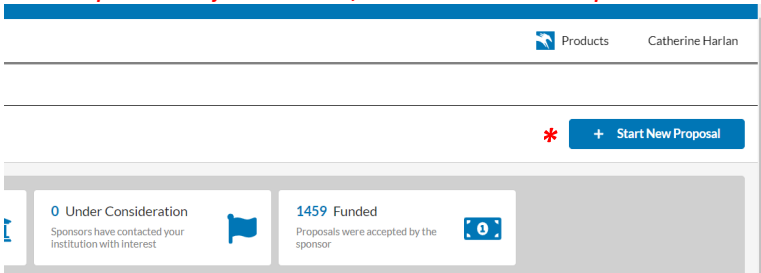 Products Catherine Harlan
* + Start New Proposal
0 Under Consideration
Sponsors have contacted your
institution with interest
1459 Funded
Proposals were accepted by the
sponsor
1